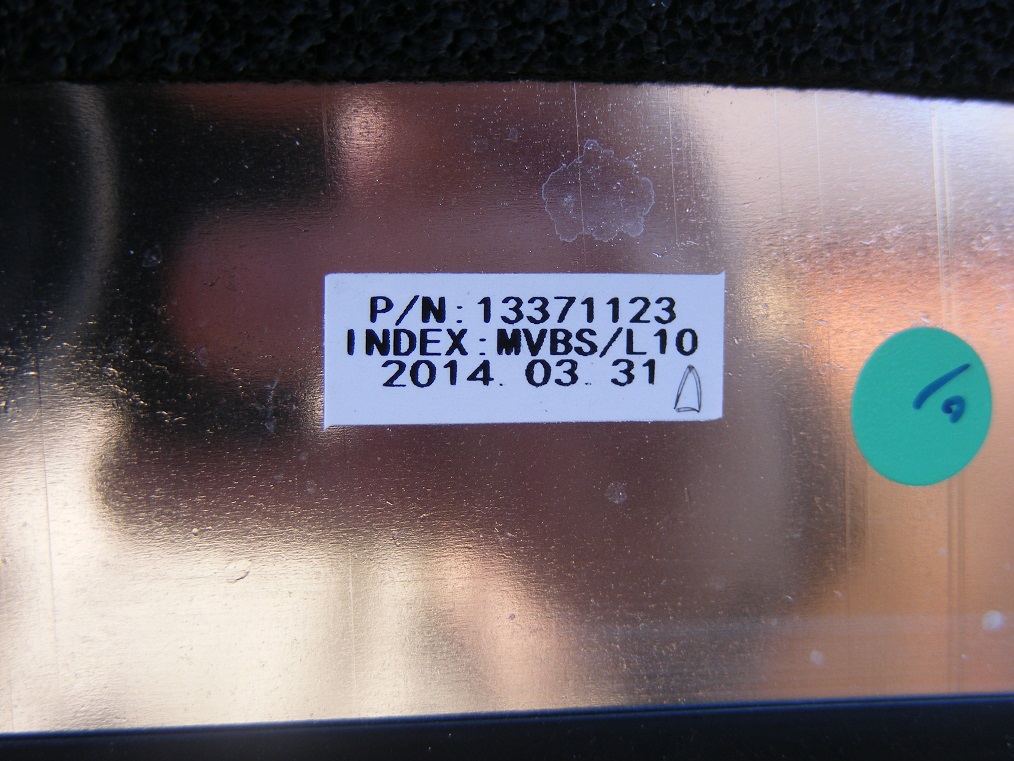 P/N: 13371123
INDEX: MVBS/L10
2014. 03. 31